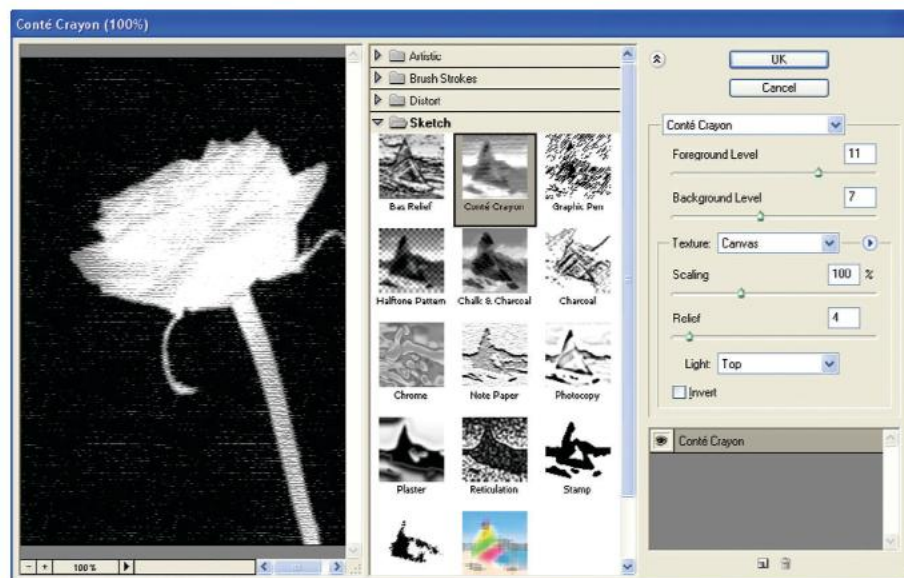 Conté Crayon (100%)
Artistic
Brush Strokes
Distort
Sketch
Bas Relief
Conté Crayon
Graphic Pen
Halftone Pattern
Chalk & Charcoal
Charcoal
Chrome
Note Paper
Photocopy
Plaster
Reticulation
Stamp
- + 100%
OK
Cancel
Conté Crayon
Foreground Level 11
Background Level 7
Texture: Canvas
Scaling 100 %
Relief 4
Light: Top
Invert
Conté Crayon